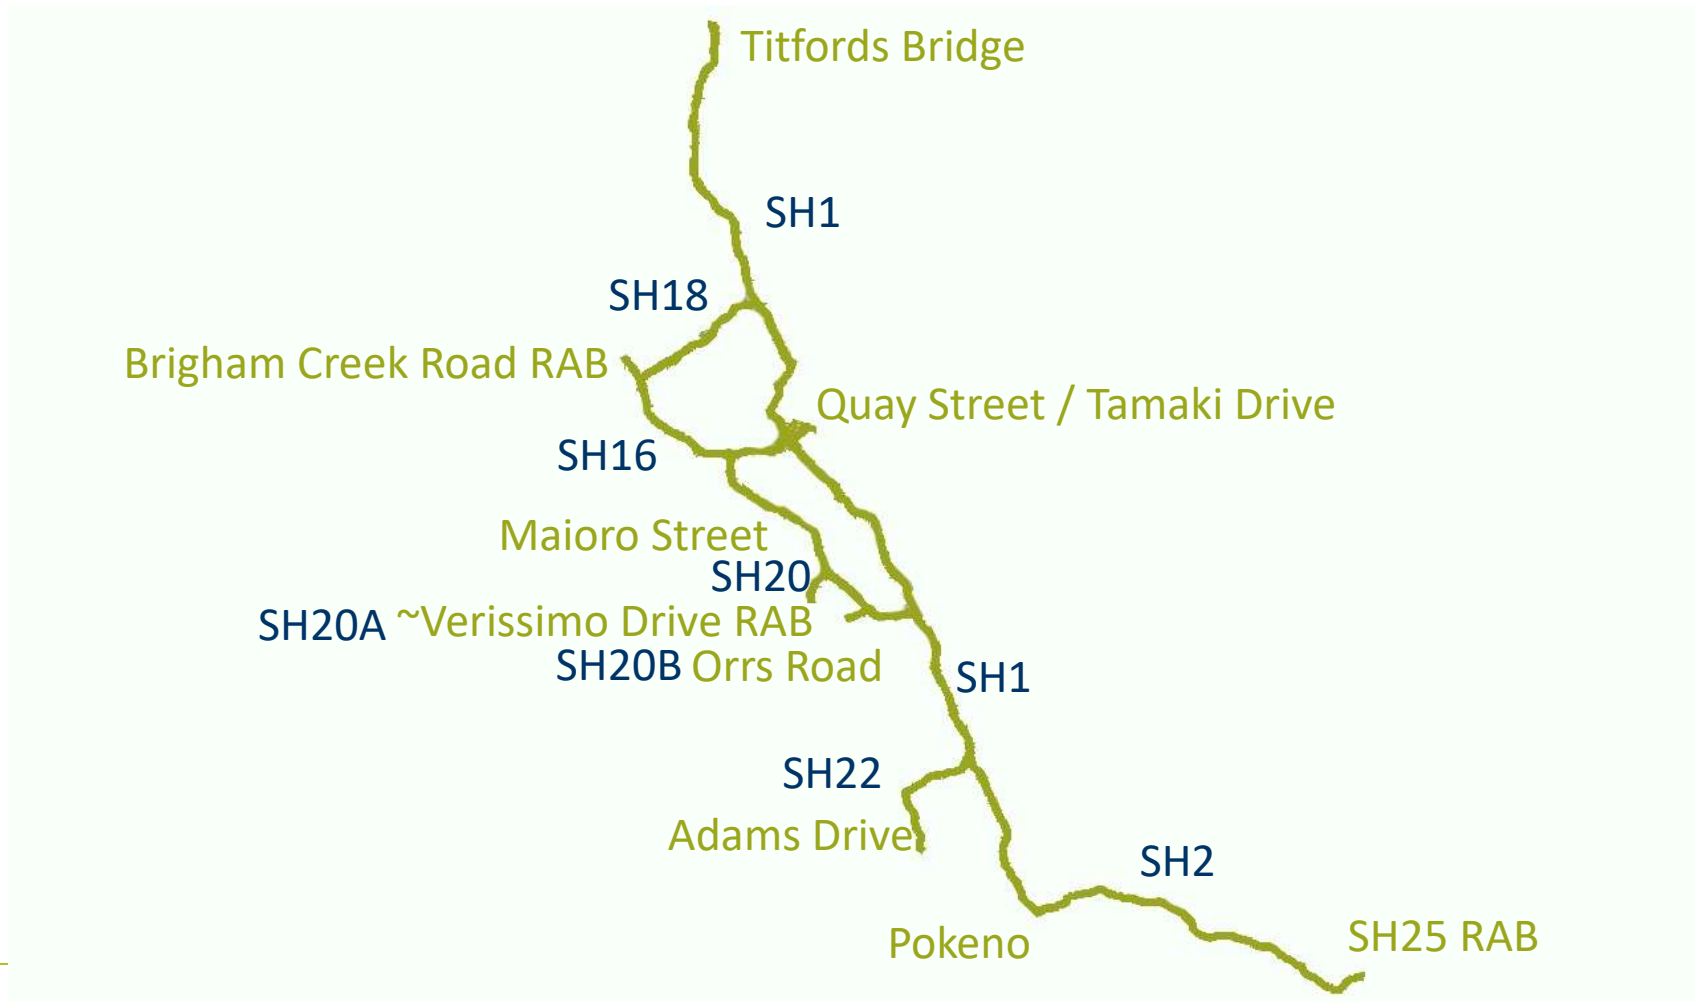 Titfords Bridge
SH1
SH18
Brigham Creek Road RAB
Quay Street / Tamaki Drive
SH16
Maioro Street
SH20
SH20A ~Verissimo Drive RAB
SH20B Orrs Road
SH1
SH22
Adams Drive
SH2
Pokeno
SH25 RAB